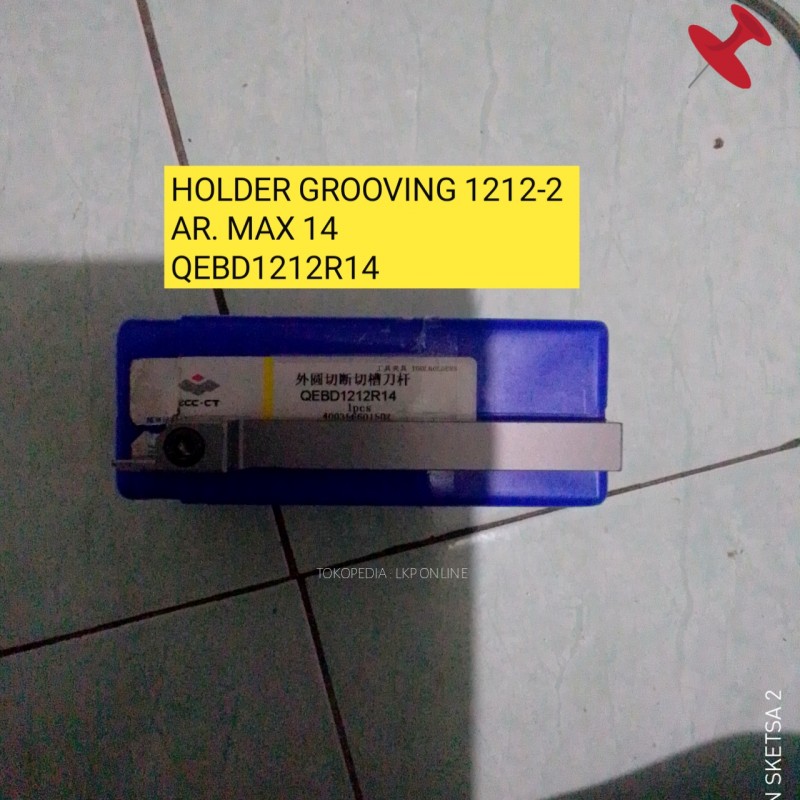 HOLDER GROOVING 1212-2
AR. MAX 14
QEBD1212R14
外圆切断切槽刀杆
QEBD1212R14
1pcs
TOKOPEDIA : LKP ONLINE
N SKETSA 2